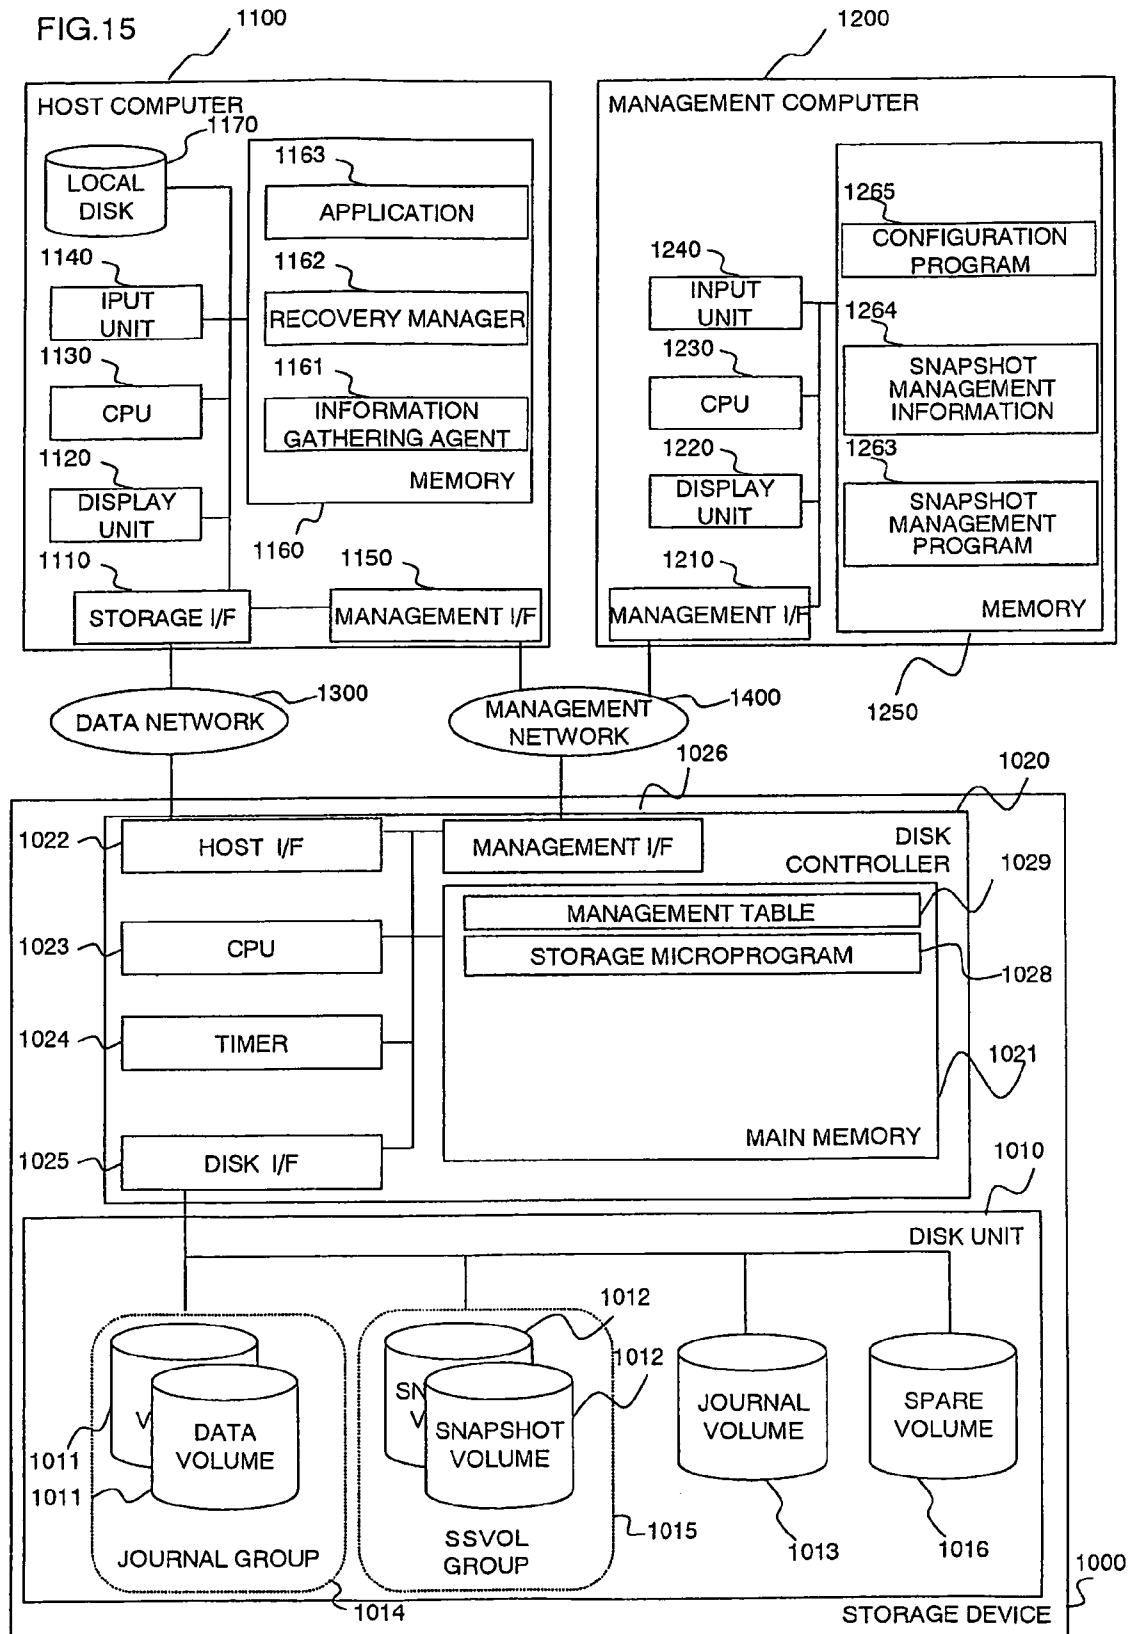 FIG.15
1100
1200
HOST COMPUTER
1170
LOCAL
DISK
1140
IPUT
UNIT
1130
CPU
1120
DISPLAY
UNIT
1110
STORAGE I/F
1163
APPLICATION
1162
RECOVERY MANAGER
1161
INFORMATION
GATHERING AGENT
MEMORY
1160
1150
MANAGEMENT I/F
MANAGEMENT COMPUTER
1240
INPUT
UNIT
1230
CPU
1220
DISPLAY
UNIT
1210
MANAGEMENT I/F
1265
CONFIGURATION
PROGRAM
1264
SNAPSHOT
MANAGEMENT
INFORMATION
1263
SNAPSHOT
MANAGEMENT
PROGRAM
MEMORY
1250
DATA NETWORK
1300
MANAGEMENT
NETWORK
1400
1026
1020
1022
HOST I/F
MANAGEMENT I/F
DISK
CONTROLLER
1029
MANAGEMENT TABLE
1023
CPU
STORAGE MICROPROGRAM
1028
1024
TIMER
1021
MAIN MEMORY
1025
DISK I/F
1010
DISK UNIT
1012
1012
V
DATA
VOLUME
1011
1011
JOURNAL GROUP
1014
SN
V
SNAPSHOT
VOLUME
SSVOL
GROUP
1015
JOURNAL
VOLUME
1013
SPARE
VOLUME
1016
1000
STORAGE DEVICE